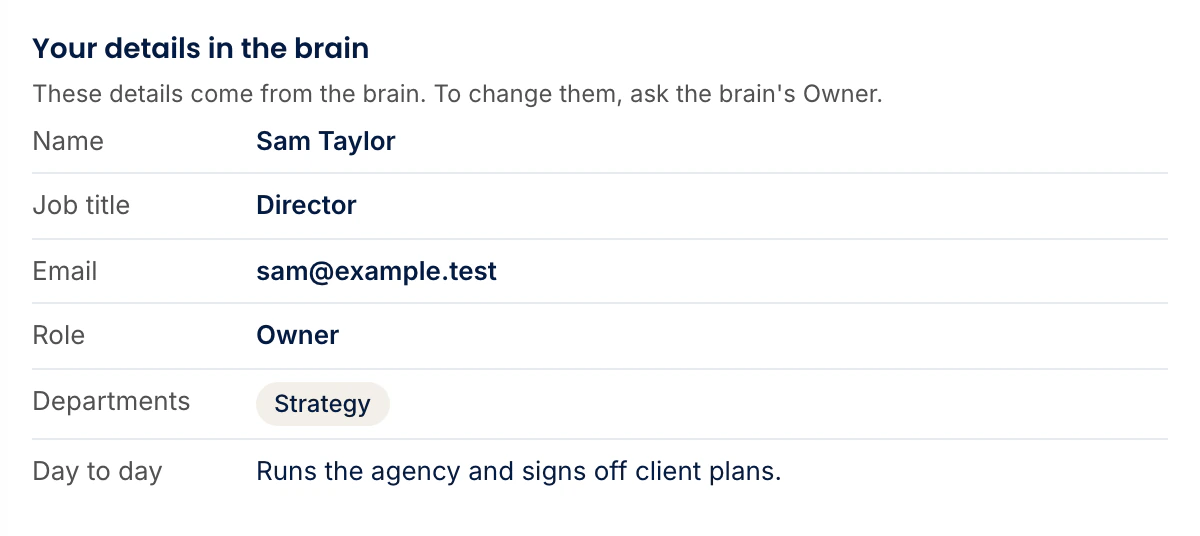 Your details in the brain
These details come from the brain. To change them, ask the brain's Owner.
Name Sam Taylor
Job title Director
Email sam@example.test
Role Owner
Departments Strategy
Day to day Runs the agency and signs off client plans.